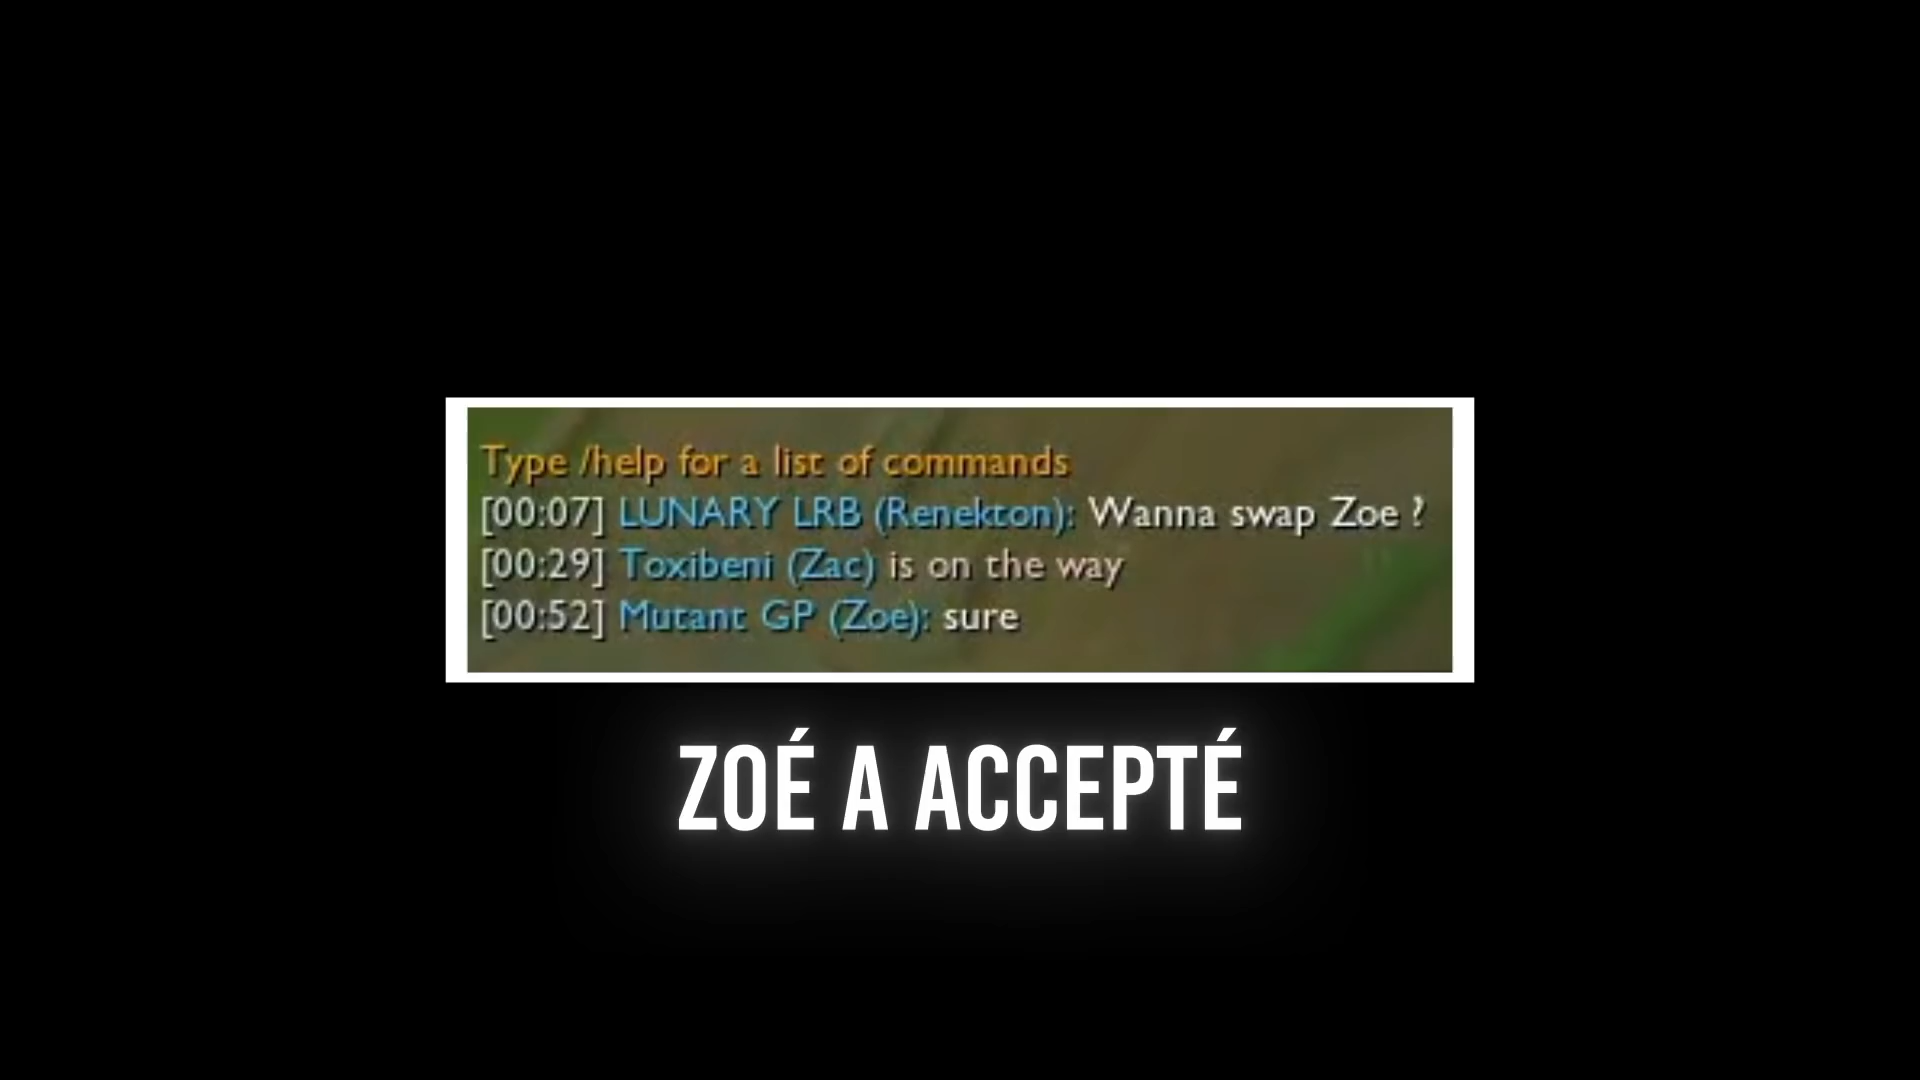 Type /help for a list of commands
[00:07] LUNARY LRB (Renekton): Wanna swap Zoe ?
[00:29] Toxibeni (Zac) is on the way
[00:52] Mutant GP (Zoe): sure
ZOÉ A ACCEPTÉ